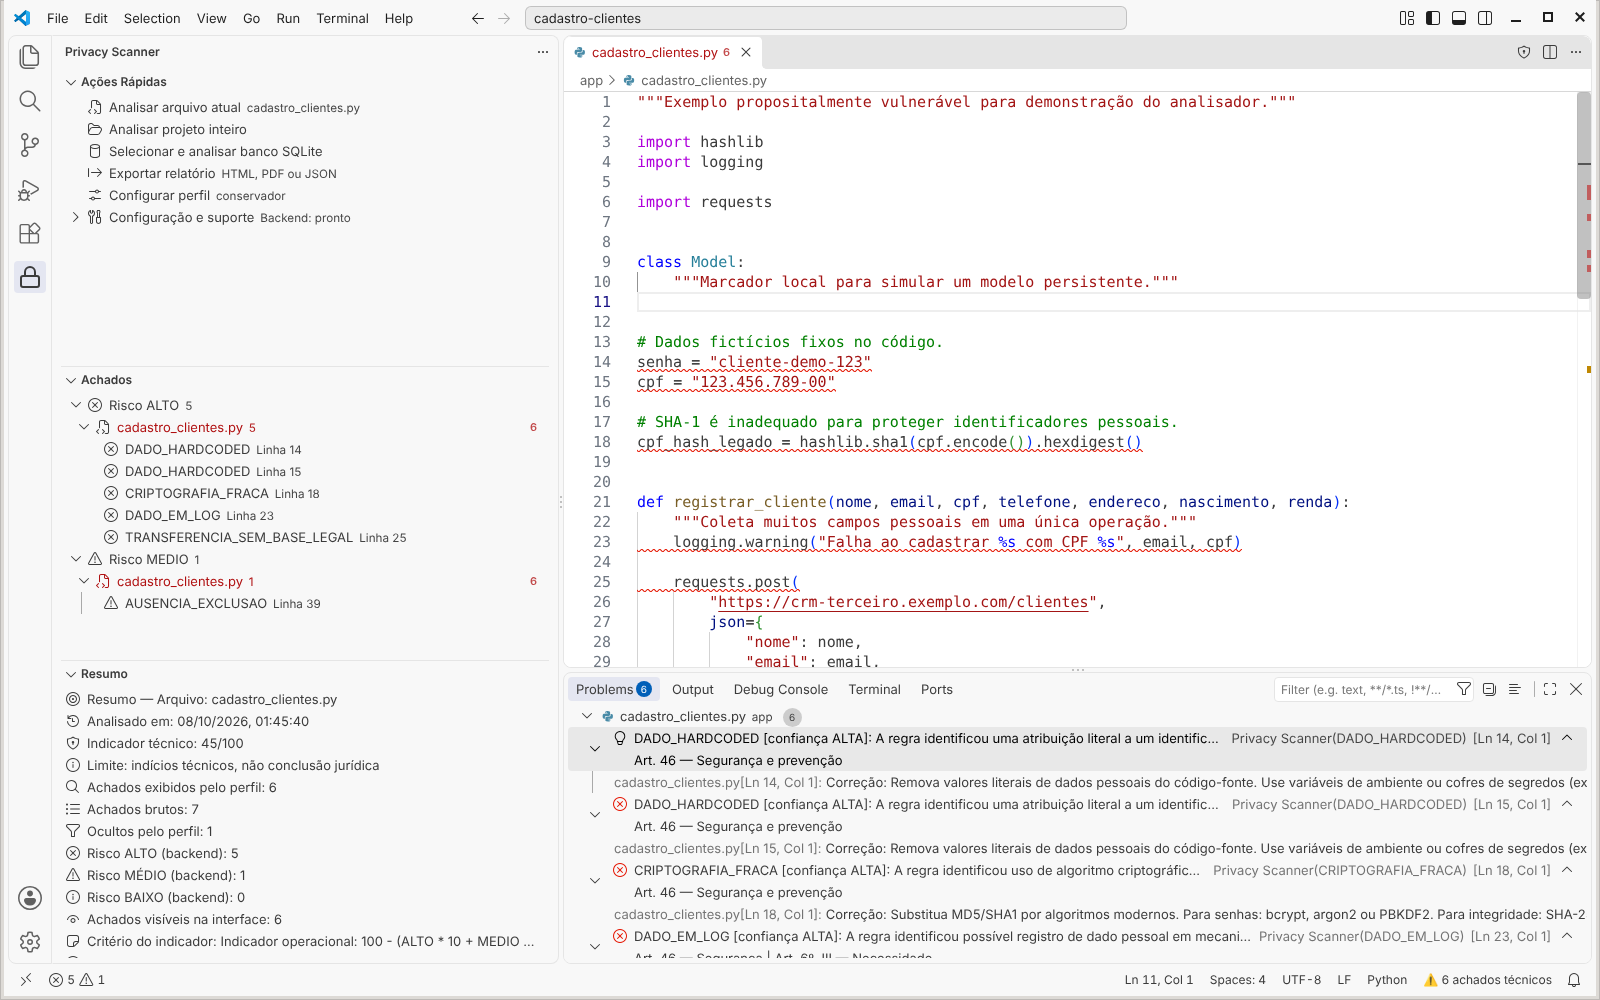 File Edit Selection View Go Run Terminal Help
cadastro-clientes
Privacy Scanner
Ações Rápidas
Analisar arquivo atual cadastro_clientes.py
Analisar projeto inteiro
Selecionar e analisar banco SQLite
Exportar relatório HTML, PDF ou JSON
Configurar perfil conservador
Configuração e suporte Backend: pronto
Achados
Risco ALTO 5
cadastro_clientes.py 5 6
DADO_HARDCODED Linha 14
DADO_HARDCODED Linha 15
CRIPTOGRAFIA_FRACA Linha 18
DADO_EM_LOG Linha 23
TRANSFERENCIA_SEM_BASE_LEGAL Linha 25
Risco MEDIO 1
cadastro_clientes.py 1 6
AUSENCIA_EXCLUSAO Linha 39
Resumo
Resumo — Arquivo: cadastro_clientes.py
Analisado em: 08/10/2026, 01:45:40
Indicador técnico: 45/100
Limite: indícios técnicos, não conclusão jurídica
Achados exibidos pelo perfil: 6
Achados brutos: 7
Ocultos pelo perfil: 1
Risco ALTO (backend): 5
Risco MÉDIO (backend): 1
Risco BAIXO (backend): 0
Achados visíveis na interface: 6
Critério do indicador: Indicador operacional: 100 - (ALTO * 10 + MEDIO ...
cadastro_clientes.py 6
app > cadastro_clientes.py
1 """Exemplo propositalmente vulnerável para demonstração do analisador."""
2
3 import hashlib
4 import logging
5
6 import requests
7
8
9 class Model:
10 """Marcador local para simular um modelo persistente."""
11
12
13 # Dados fictícios fixos no código.
14 senha = "cliente-demo-123"
15 cpf = "123.456.789-00"
16
17 # SHA-1 é inadequado para proteger identificadores pessoais.
18 cpf_hash_legado = hashlib.sha1(cpf.encode()).hexdigest()
19
20
21 def registrar_cliente(nome, email, cpf, telefone, endereco, nascimento, renda):
22 """Coleta muitos campos pessoais em uma única operação."""
23 logging.warning("Falha ao cadastrar %s com CPF %s", email, cpf)
24
25 requests.post(
26 "https://crm-terceiro.exemplo.com/clientes",
27 json={
28 "nome": nome,
29 "email": email,
Problems 6 Output Debug Console Terminal Ports
Filter (e.g. text, **/*.ts, !**/...
cadastro_clientes.py app 6
DADO_HARDCODED [confiança ALTA]: A regra identificou uma atribuição literal a um identific... Privacy Scanner(DADO_HARDCODED) [Ln 14, Col 1]
Art. 46 — Segurança e prevenção
cadastro_clientes.py[Ln 14, Col 1]: Correção: Remova valores literais de dados pessoais do código-fonte. Use variáveis de ambiente ou cofres de segredos (ex
DADO_HARDCODED [confiança ALTA]: A regra identificou uma atribuição literal a um identific... Privacy Scanner(DADO_HARDCODED) [Ln 15, Col 1]
Art. 46 — Segurança e prevenção
cadastro_clientes.py[Ln 15, Col 1]: Correção: Remova valores literais de dados pessoais do código-fonte. Use variáveis de ambiente ou cofres de segredos (ex
CRIPTOGRAFIA_FRACA [confiança ALTA]: A regra identificou uso de algoritmo criptográfic... Privacy Scanner(CRIPTOGRAFIA_FRACA) [Ln 18, Col 1]
Art. 46 — Segurança e prevenção
cadastro_clientes.py[Ln 18, Col 1]: Correção: Substitua MD5/SHA1 por algoritmos modernos. Para senhas: bcrypt, argon2 ou PBKDF2. Para integridade: SHA-2
DADO_EM_LOG [confiança ALTA]: A regra identificou possível registro de dado pessoal em mecani... Privacy Scanner(DADO_EM_LOG) [Ln 23, Col 1]
Art. 46 — Segurança | Art. 6º, III — Necessidade
5 1
Ln 11, Col 1 Spaces: 4 UTF-8 LF Python 6 achados técnicos